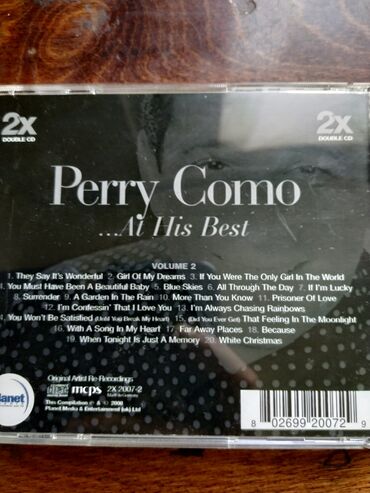 2x
DOUBLE CD
2x
DOUBLE CD
Perry Como
...At His Best
VOLUME 2
1. They Say It's Wonderful 2. Girl Of My Dreams 3. If You Were The Only Girl In The World
4. You Must Have Been A Beautiful Baby 5. Blue Skies 6. All Through The Day 7. If I'm Lucky
8. Surrender 9. A Garden In The Rain 10. More Than You Know 11. Prisoner Of Love
12. I'm Confessin' That I Love You 13. I'm Always Chasing Rainbows
You Won't Be Satisfied (Until You Break My Heart) 15. (Did You Ever Get) That Feeling In The Moonlight
16. With A Song In My Heart 17. Far Away Places 18. Because
19. When Tonight Is Just A Memory 20. White Christmas
Original Artist Re-Recordings
mcps 2X 2007-2
Made In Germany
This Compilation ℗ & © 2000
Planet Media & Entertainment (uk) Ltd
planet
8 02699 20072 9